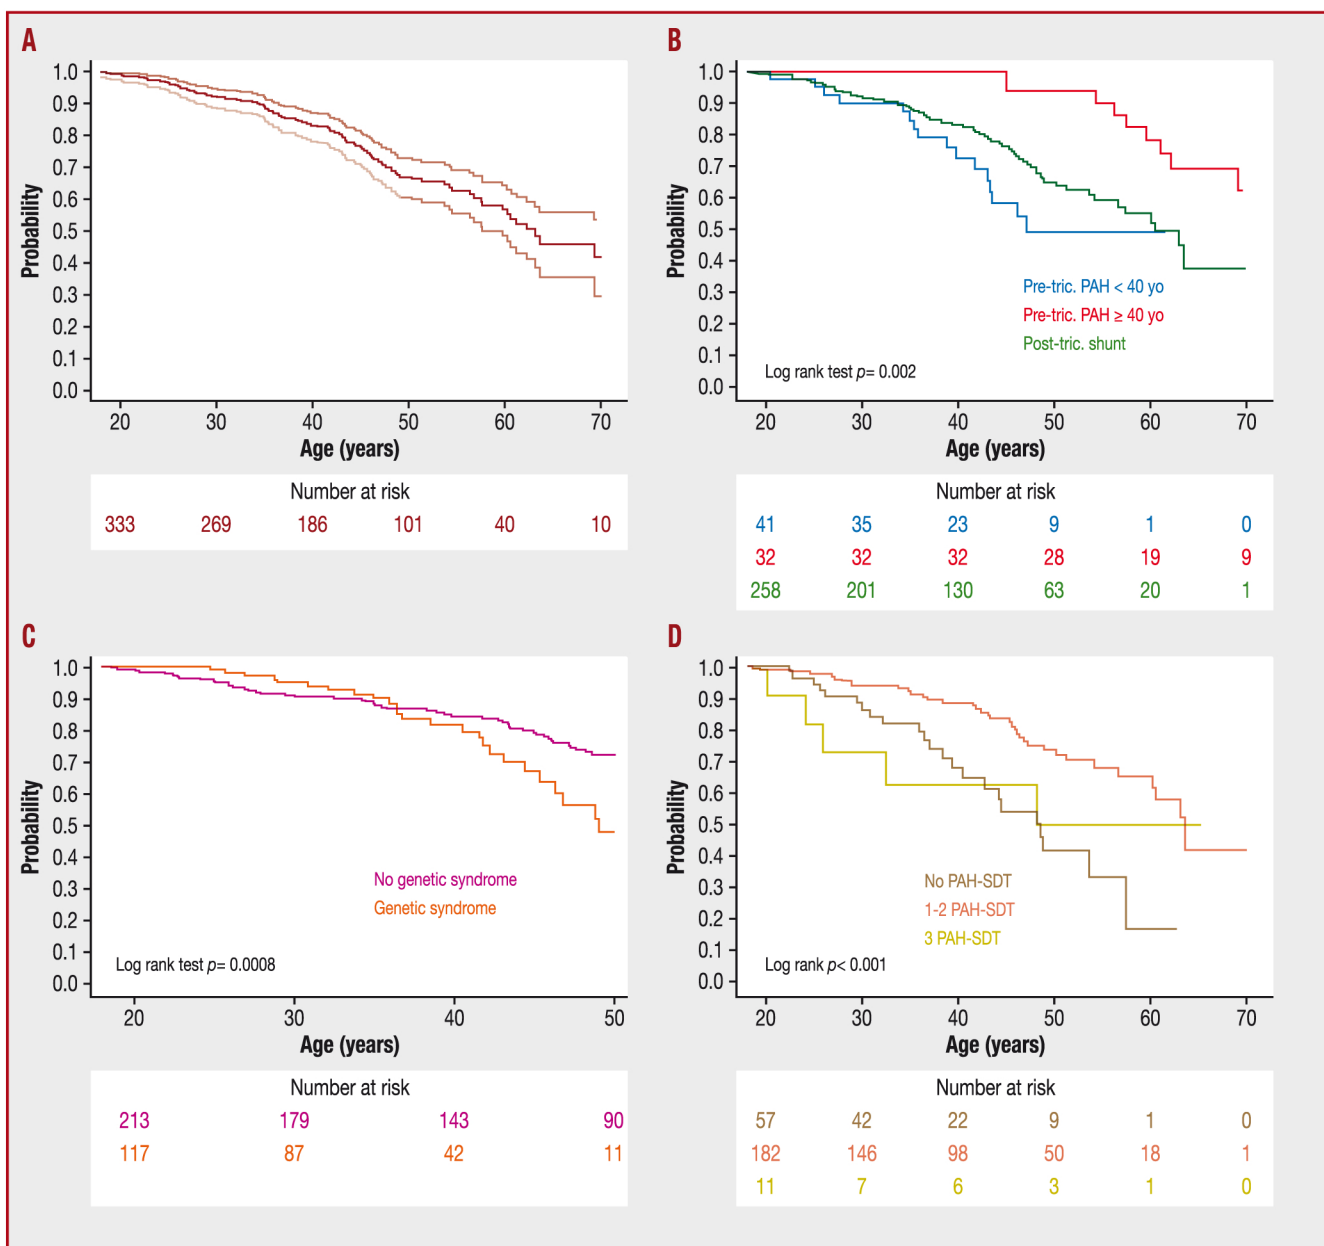 A
1.0
0.9
0.8
0.7
0.6
0.5
0.4
0.3
0.2
0.1
0.0
Probability
20 30 40 50 60 70
Age (years)
Number at risk
333 269 186 101 40 10
B
1.0
0.9
0.8
0.7
0.6
0.5
0.4
0.3
0.2
0.1
0.0
Probability
Pre-tric. PAH < 40 yo
Pre-tric. PAH ≥ 40 yo
Post-tric. shunt
Log rank test p= 0.002
20 30 40 50 60 70
Age (years)
Number at risk
41 35 23 9 1 0
32 32 32 28 19 9
258 201 130 63 20 1
C
1.0
0.9
0.8
0.7
0.6
0.5
0.4
0.3
0.2
0.1
0.0
Probability
No genetic syndrome
Genetic syndrome
Log rank test p= 0.0008
20 30 40 50
Age (years)
Number at risk
213 179 143 90
117 87 42 11
D
1.0
0.9
0.8
0.7
0.6
0.5
0.4
0.3
0.2
0.1
0.0
Probability
No PAH-SDT
1-2 PAH-SDT
3 PAH-SDT
Log rank p< 0.001
20 30 40 50 60 70
Age (years)
Number at risk
57 42 22 9 1 0
182 146 98 50 18 1
11 7 6 3 1 0